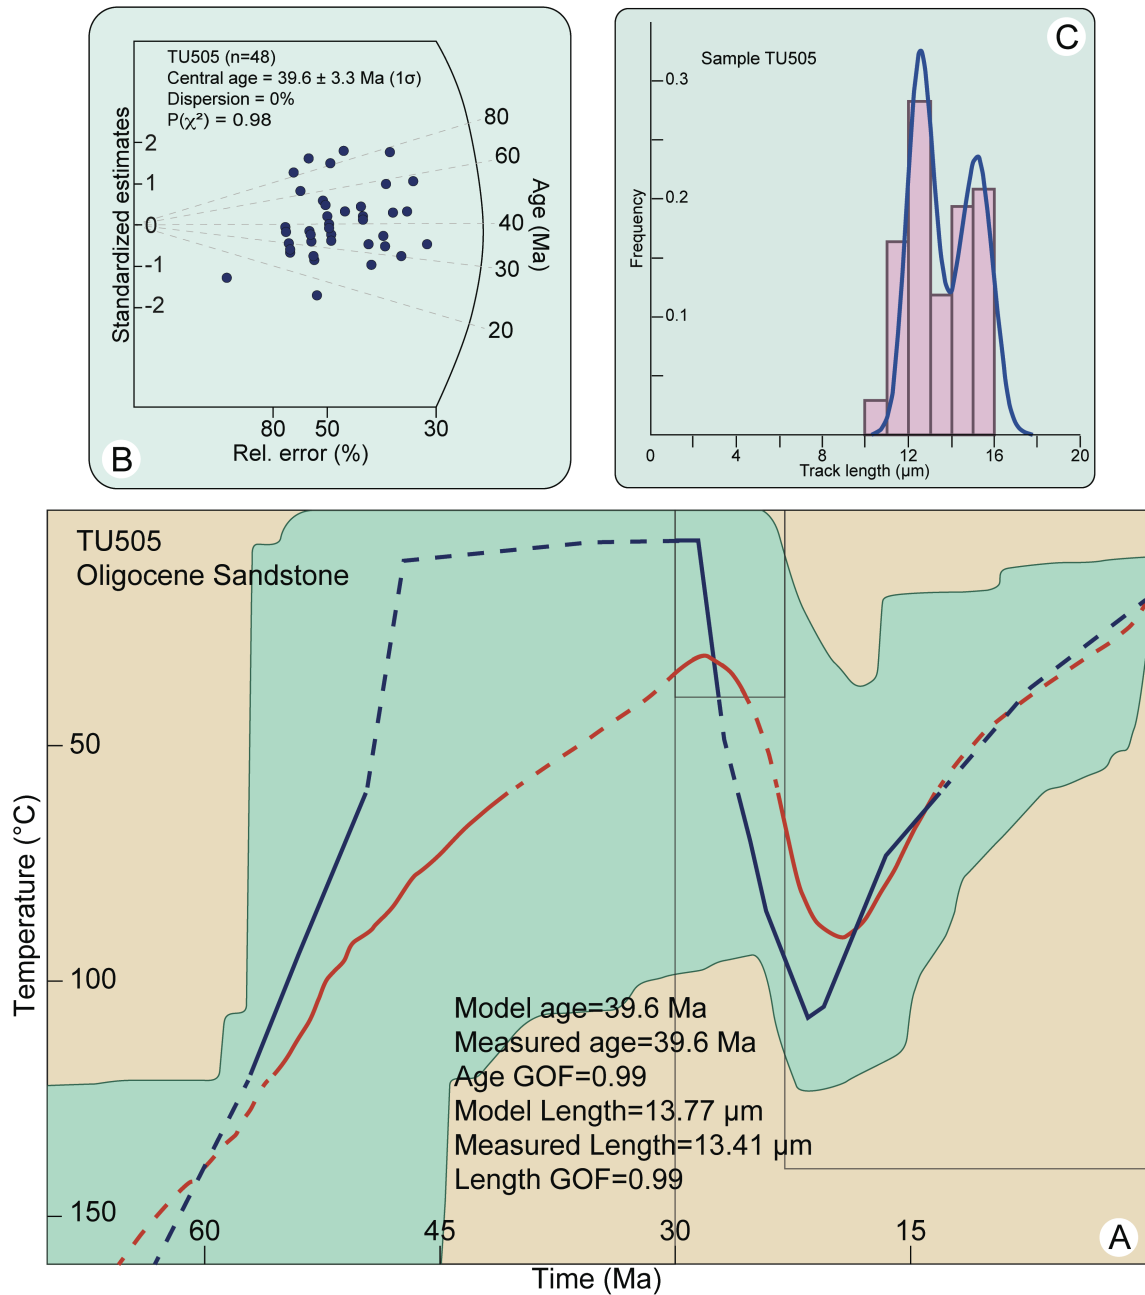 TU505 (n=48)
Central age = 39.6 ± 3.3 Ma (1σ)
Dispersion = 0%
P(χ²) = 0.98
Standardized estimates
2
1
0
-1
-2
80
60
40
30
20
Age (Ma)
80 50 30
Rel. error (%)
B
C
Sample TU505
Frequency
0.3
0.2
0.1
0 4 8 12 16 20
Track length (µm)
TU505
Oligocene Sandstone
Temperature (°C)
50
100
150
Model age=39.6 Ma
Measured age=39.6 Ma
Age GOF=0.99
Model Length=13.77 µm
Measured Length=13.41 µm
Length GOF=0.99
60 45 30 15
Time (Ma)
A